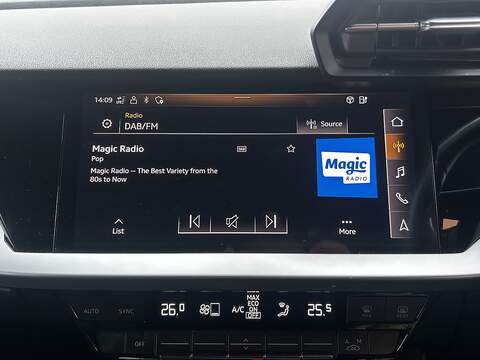 14:09
Radio
DAB/FM
Source
Magic Radio
Pop
Magic Radio – The Best Variety from the
80s to Now
Magic
RADIO
List
More
AUTO
SYNC
26.0
A/C
MAX
ECO
ON
OFF
25.5
OFF
A M